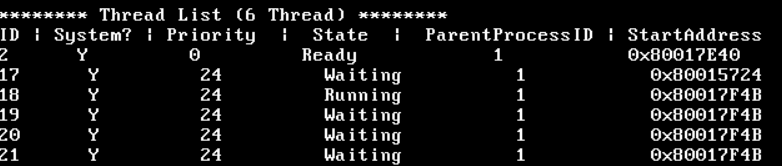 ******** Thread List (6 Thread) ********
ID | System? | Priority | State | ParentProcessID | StartAddress
2 Y 0 Ready 1 0x80017E40
17 Y 24 Waiting 1 0x80015724
18 Y 24 Running 1 0x80017F4B
19 Y 24 Waiting 1 0x80017F4B
20 Y 24 Waiting 1 0x80017F4B
21 Y 24 Waiting 1 0x80017F4B